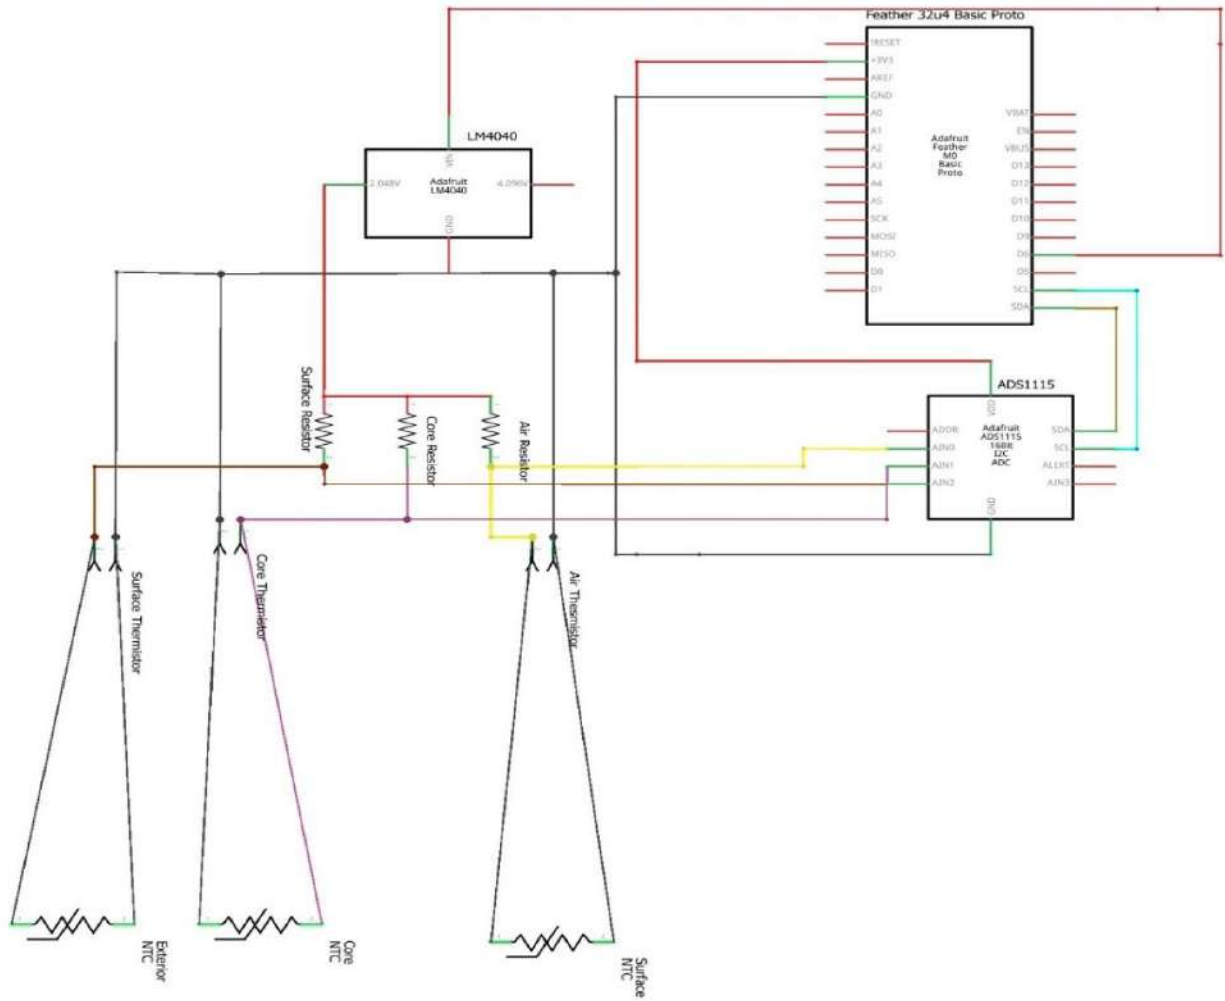 Feather 32u4 Basic Proto
!RESET
+3V3
AREF
GND
A0
A1
A2
A3
A4
A5
SCK
MOSI
MISO
D0
D1
VBAT
EN
VBUS
D13
D12
D11
D10
D9
D6
D5
SCL
SDA
Adafruit
Feather
M0
Basic
Proto
LM4040
VIN
2.048V
Adafruit
LM4040
4.096V
GND
Surface Resistor
Core Resistor
Air Resistor
ADS1115
VDD
ADDR
AIN0
AIN1
AIN2
Adafruit
ADS1115
16Bit
I2C
ADC
SDA
SCL
ALERT
AIN3
GND
Surface Thermistor
Core Thermistor
Air Thesmistor
Exterior
NTC
Core
NTC
Surface
NTC